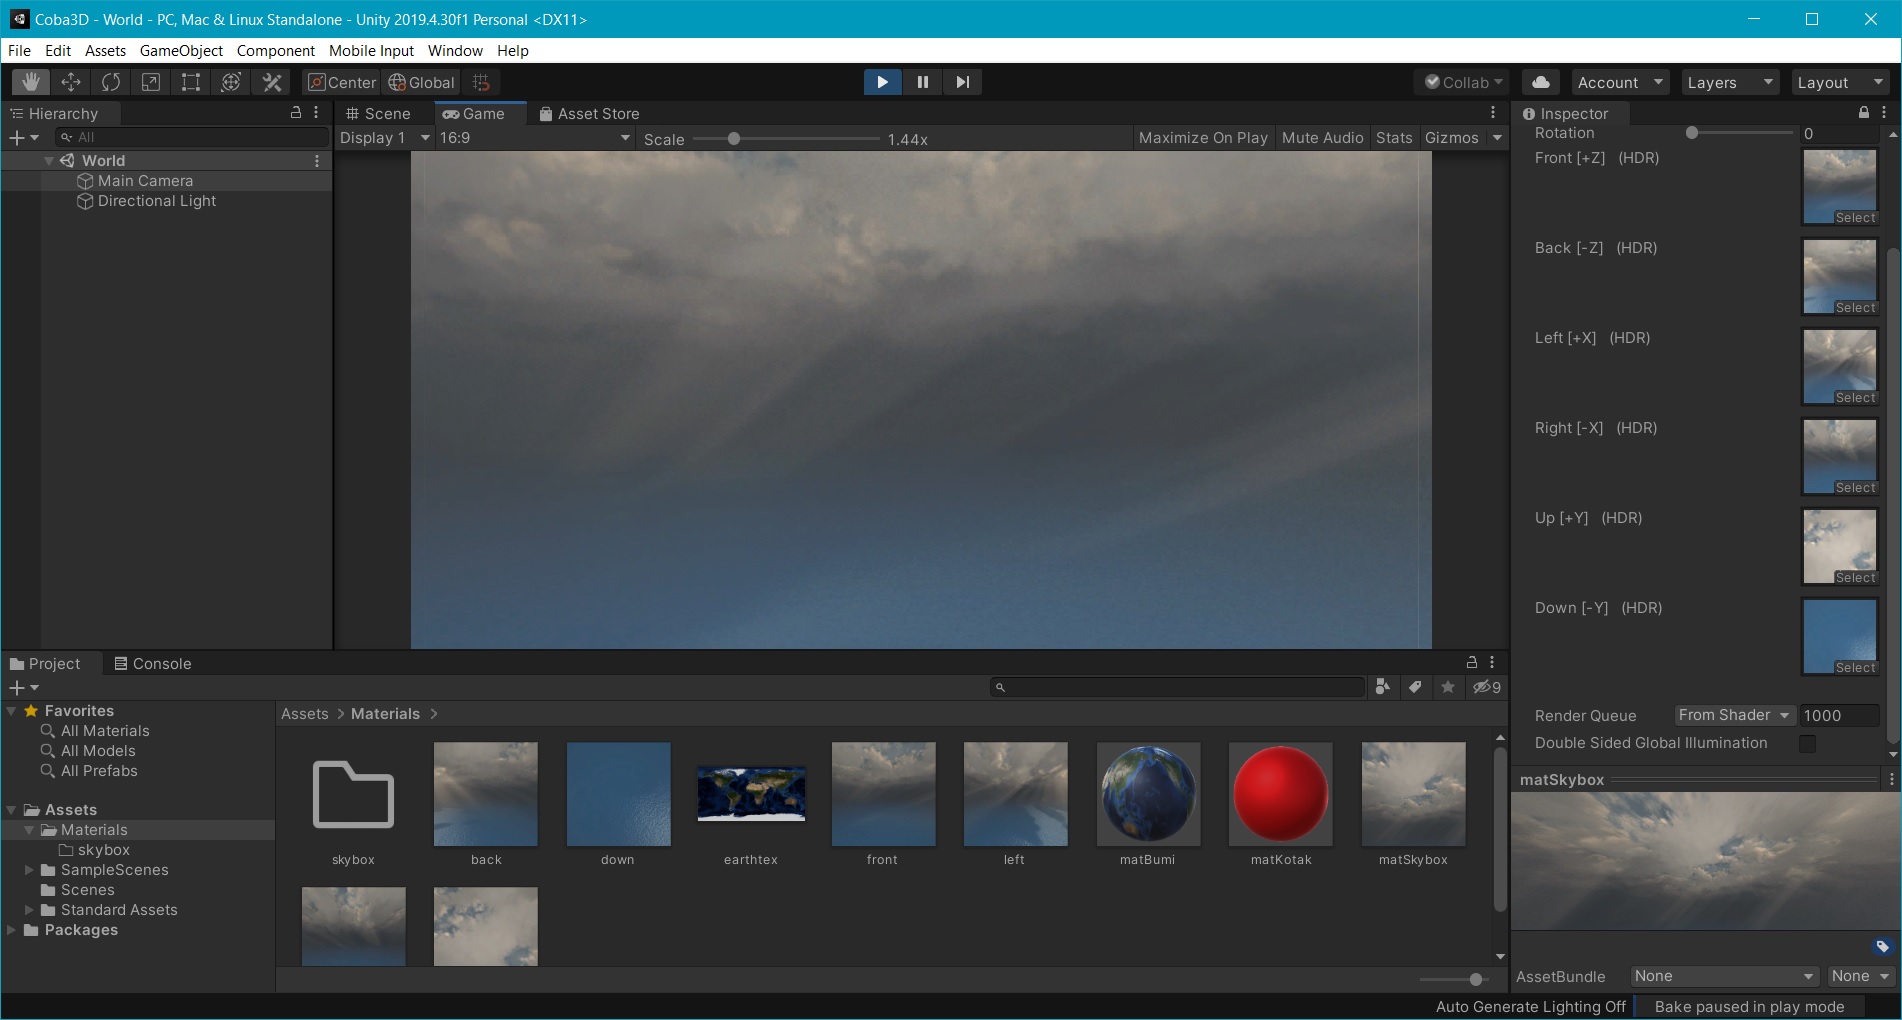 Coba3D - World - PC, Mac & Linux Standalone - Unity 2019.4.30f1 Personal <DX11>
File Edit Assets GameObject Component Mobile Input Window Help
Center Global Collab Account Layers Layout
Hierarchy
All
World
Main Camera
Directional Light
Scene Game Asset Store
Display 1 16:9 Scale 1.44x Maximize On Play Mute Audio Stats Gizmos
Inspector
Rotation 0
Front [+Z] (HDR)
Select
Back [-Z] (HDR)
Select
Left [+X] (HDR)
Select
Right [-X] (HDR)
Select
Up [+Y] (HDR)
Select
Down [-Y] (HDR)
Select
Render Queue From Shader 1000
Double Sided Global Illumination
matSkybox
AssetBundle None None
Project Console
9
Favorites
All Materials
All Models
All Prefabs
Assets
Materials
skybox
SampleScenes
Scenes
Standard Assets
Packages
Assets > Materials >
skybox back down earthtex front left matBumi matKotak matSkybox
Auto Generate Lighting Off Bake paused in play mode